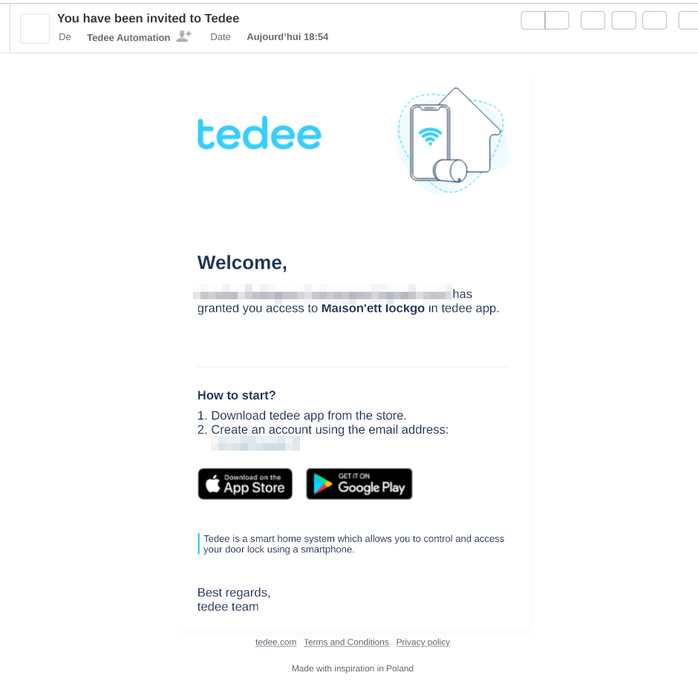 You have been invited to Tedee
De Tedee Automation Date Aujourd'hui 18:54
tedee
Welcome,
has
granted you access to Maison'ett lockgo in tedee app.
How to start?
1. Download tedee app from the store.
2. Create an account using the email address:
Download on the
App Store
GET IT ON
Google Play
Tedee is a smart home system which allows you to control and access
your door lock using a smartphone.
Best regards,
tedee team
tedee.com Terms and Conditions Privacy policy
Made with inspiration in Poland